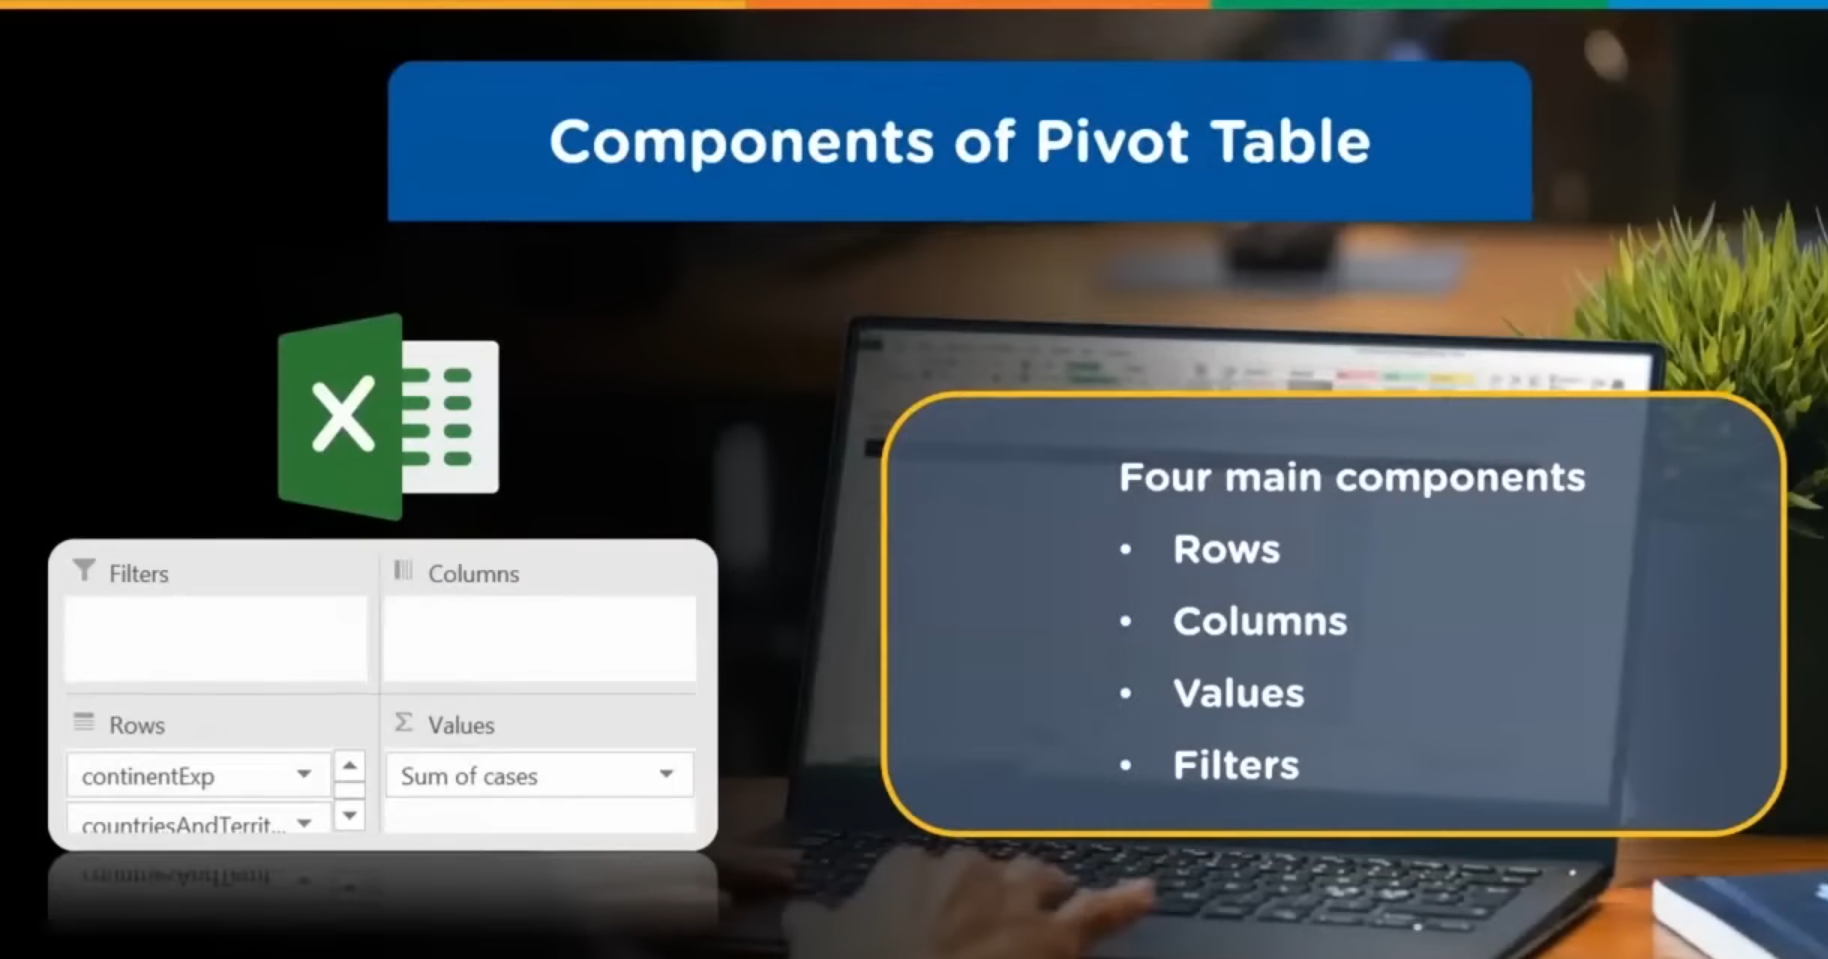 Components of Pivot Table
X
Filters
Columns
Rows
Σ Values
continentExp
Sum of cases
countriesAndTerrit...
Four main components
• Rows
• Columns
• Values
• Filters